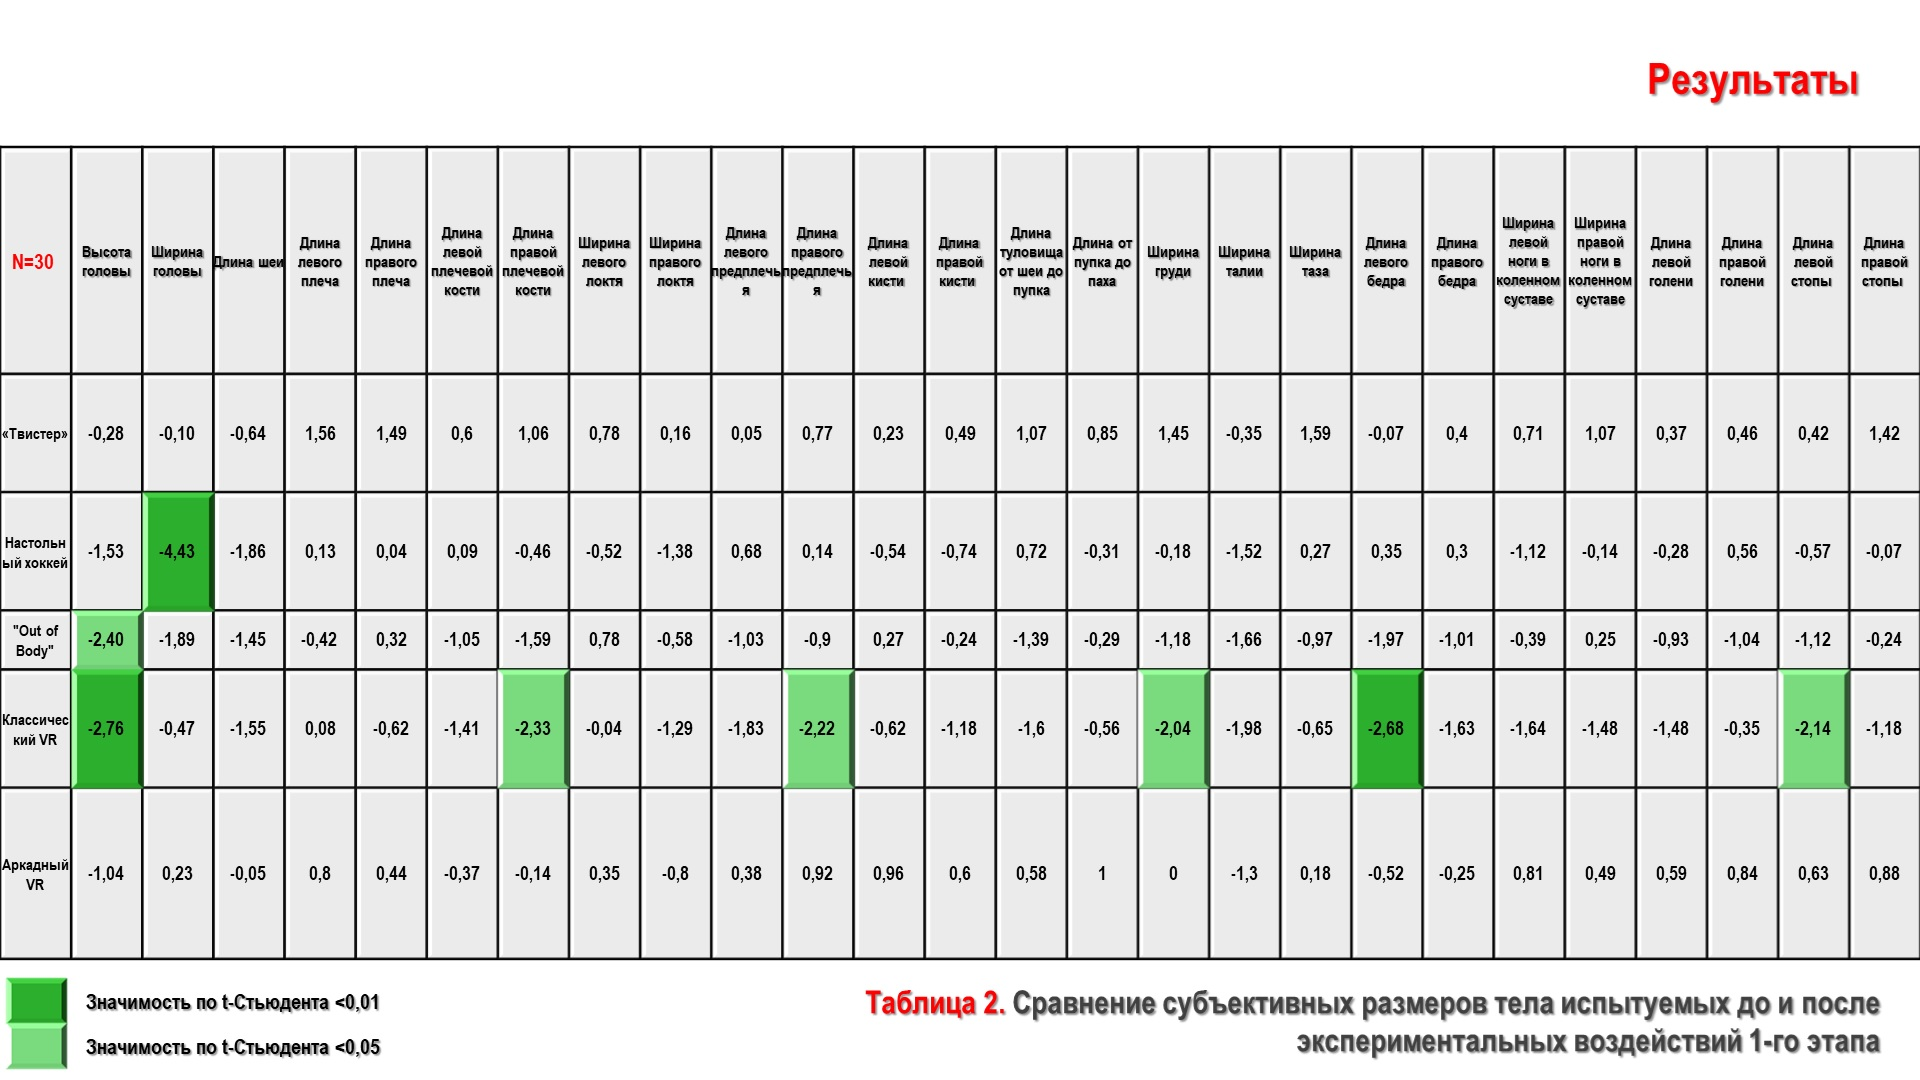 Результаты
N=30
Высота
головы
Ширина
головы
Длина шеи
Длина
левого
плеча
Длина
правого
плеча
Длина
левой
плечевой
кости
Длина
правой
плечевой
кости
Ширина
левого
локтя
Ширина
правого
локтя
Длина
левого
предплечь
я
Длина
правого
предплечь
я
Длина
левой
кисти
Длина
правой
кисти
Длина
туловища
от шеи до
пупка
Длина от
пупка до
паха
Ширина
груди
Ширина
талии
Ширина
таза
Длина
левого
бедра
Длина
правого
бедра
Ширина
левой
ноги в
коленном
суставе
Ширина
правой
ноги в
коленном
суставе
Длина
левой
голени
Длина
правой
голени
Длина
левой
стопы
Длина
правой
стопы
«Твистер» -0,28 -0,10 -0,64 1,56 1,49 0,6 1,06 0,78 0,16 0,05 0,77 0,23 0,49 1,07 0,85 1,45 -0,35 1,59 -0,07 0,4 0,71 1,07 0,37 0,46 0,42 1,42
Настольн
ый хоккей
-1,53 -4,43 -1,86 0,13 0,04 0,09 -0,46 -0,52 -1,38 0,68 0,14 -0,54 -0,74 0,72 -0,31 -0,18 -1,52 0,27 0,35 0,3 -1,12 -0,14 -0,28 0,56 -0,57 -0,07
"Out of
Body"
-2,40 -1,89 -1,45 -0,42 0,32 -1,05 -1,59 0,78 -0,58 -1,03 -0,9 0,27 -0,24 -1,39 -0,29 -1,18 -1,66 -0,97 -1,97 -1,01 -0,39 0,25 -0,93 -1,04 -1,12 -0,24
Классичес
кий VR
-2,76 -0,47 -1,55 0,08 -0,62 -1,41 -2,33 -0,04 -1,29 -1,83 -2,22 -0,62 -1,18 -1,6 -0,56 -2,04 -1,98 -0,65 -2,68 -1,63 -1,64 -1,48 -1,48 -0,35 -2,14 -1,18
Аркадный
VR
-1,04 0,23 -0,05 0,8 0,44 -0,37 -0,14 0,35 -0,8 0,38 0,92 0,96 0,6 0,58 1 0 -1,3 0,18 -0,52 -0,25 0,81 0,49 0,59 0,84 0,63 0,88
Значимость по t-Стьюдента <0,01
Значимость по t-Стьюдента <0,05
Таблица 2. Сравнение субъективных размеров тела испытуемых до и после
экспериментальных воздействий 1-го этапа